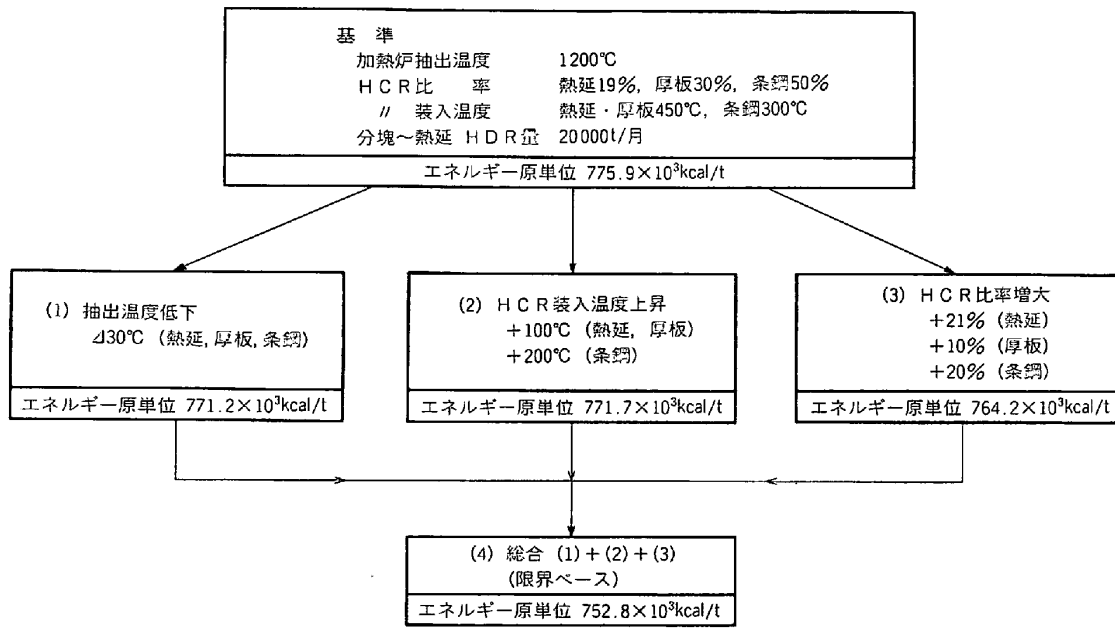 基 準
加熱炉抽出温度 1200℃
HCR比 率 熱延19%, 厚板30%, 条鋼50%
〃 装入温度 熱延・厚板450℃, 条鋼300℃
分塊～熱延 HDR量 20000t/月
エネルギー原単位 775.9×10³kcal/t
(1) 抽出温度低下
⊿30℃ (熱延, 厚板, 条鋼)
エネルギー原単位 771.2×10³kcal/t
(2) HCR装入温度上昇
+100℃ (熱延, 厚板)
+200℃ (条鋼)
エネルギー原単位 771.7×10³kcal/t
(3) HCR比率増大
+21% (熱延)
+10% (厚板)
+20% (条鋼)
エネルギー原単位 764.2×10³kcal/t
(4) 総合 (1)+(2)+(3)
(限界ベース)
エネルギー原単位 752.8×10³kcal/t